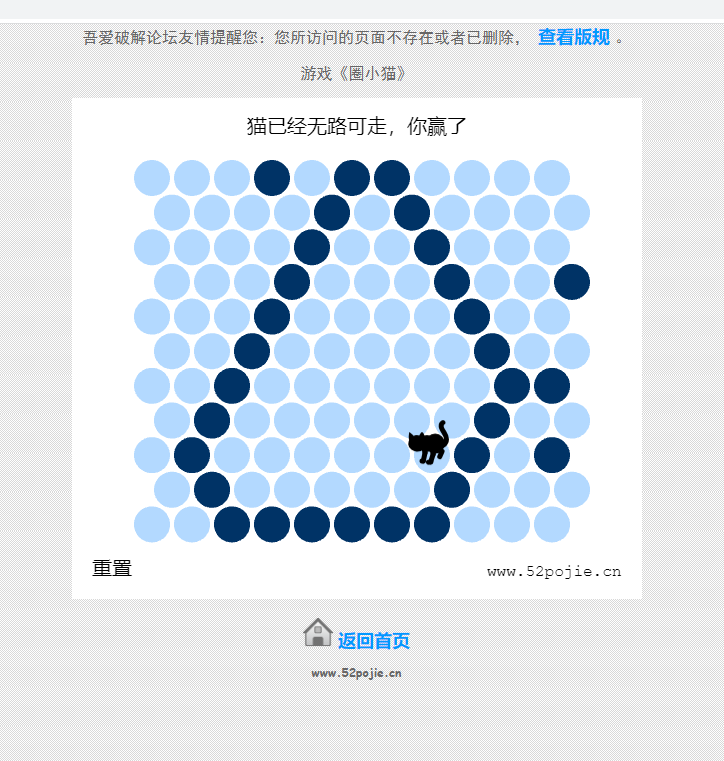 吾爱破解论坛友情提醒您：您所访问的页面不存在或者已删除， 查看版规 。
游戏《圈小猫》
猫已经无路可走，你赢了
重置
www.52pojie.cn
返回首页
www.52pojie.cn